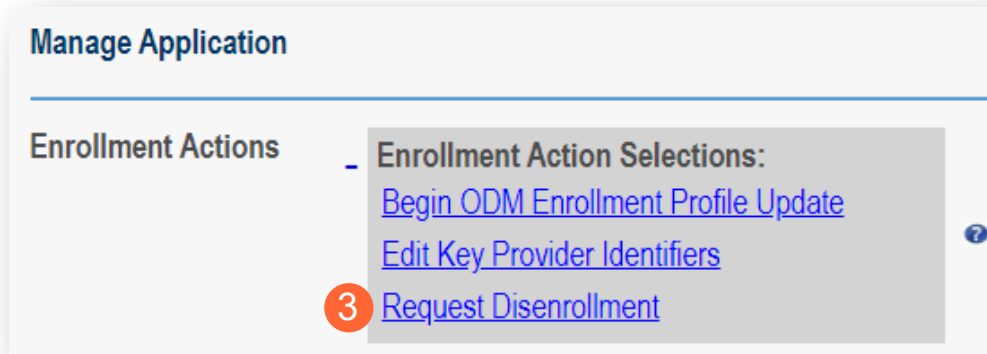 Manage Application
Enrollment Actions
- Enrollment Action Selections:
Begin ODM Enrollment Profile Update
Edit Key Provider Identifiers
?
3 Request Disenrollment